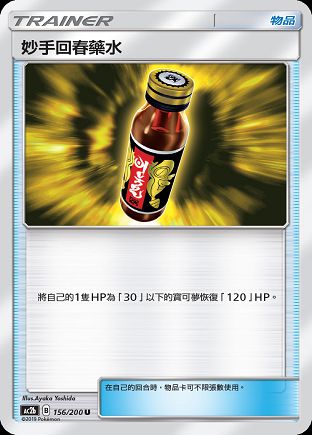 TRAINER 物品
妙手回春藥水
將自己的1隻HP為「30」以下的寶可夢恢復「120」HP。
在自己的回合時,物品卡可不限張數使用。
Illus.Ayaka Yoshida
AC2b B 156/200 U
©2019 Pokémon